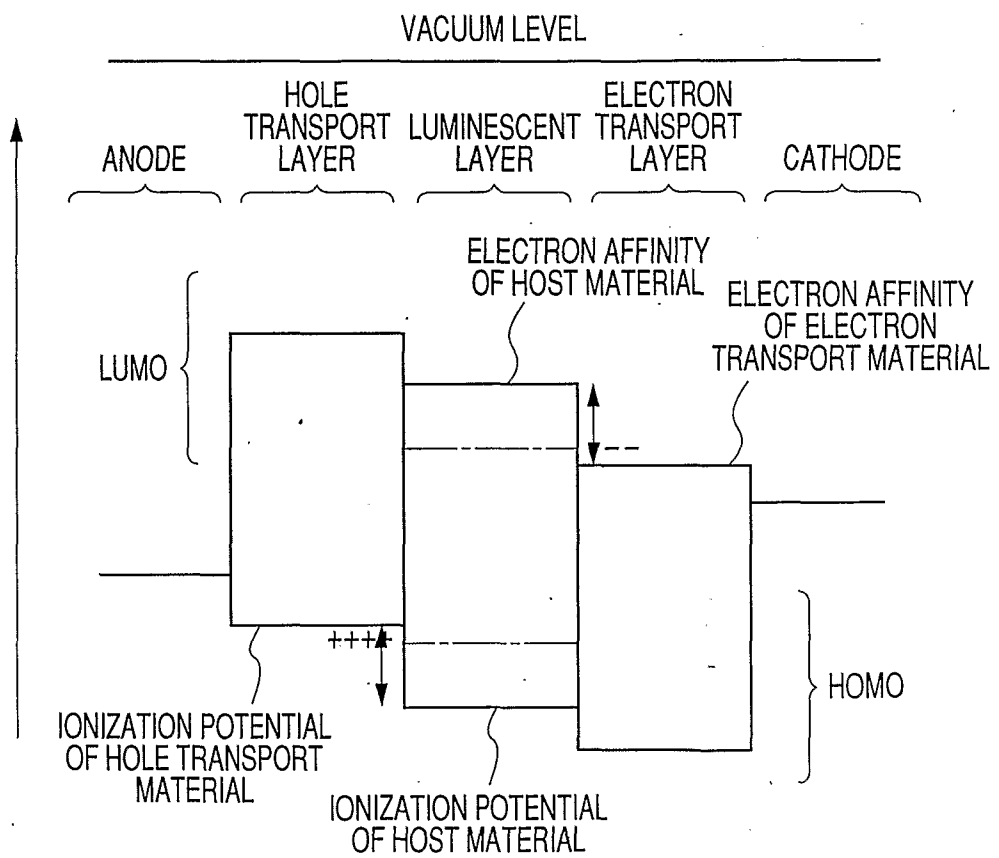 VACUUM LEVEL
ANODE
HOLE
TRANSPORT
LAYER
LUMINESCENT
LAYER
ELECTRON
TRANSPORT
LAYER
CATHODE
ELECTRON AFFINITY
OF HOST MATERIAL
ELECTRON AFFINITY
OF ELECTRON
TRANSPORT MATERIAL
LUMO
--
++++
HOMO
IONIZATION POTENTIAL
OF HOLE TRANSPORT
MATERIAL
IONIZATION POTENTIAL
OF HOST MATERIAL